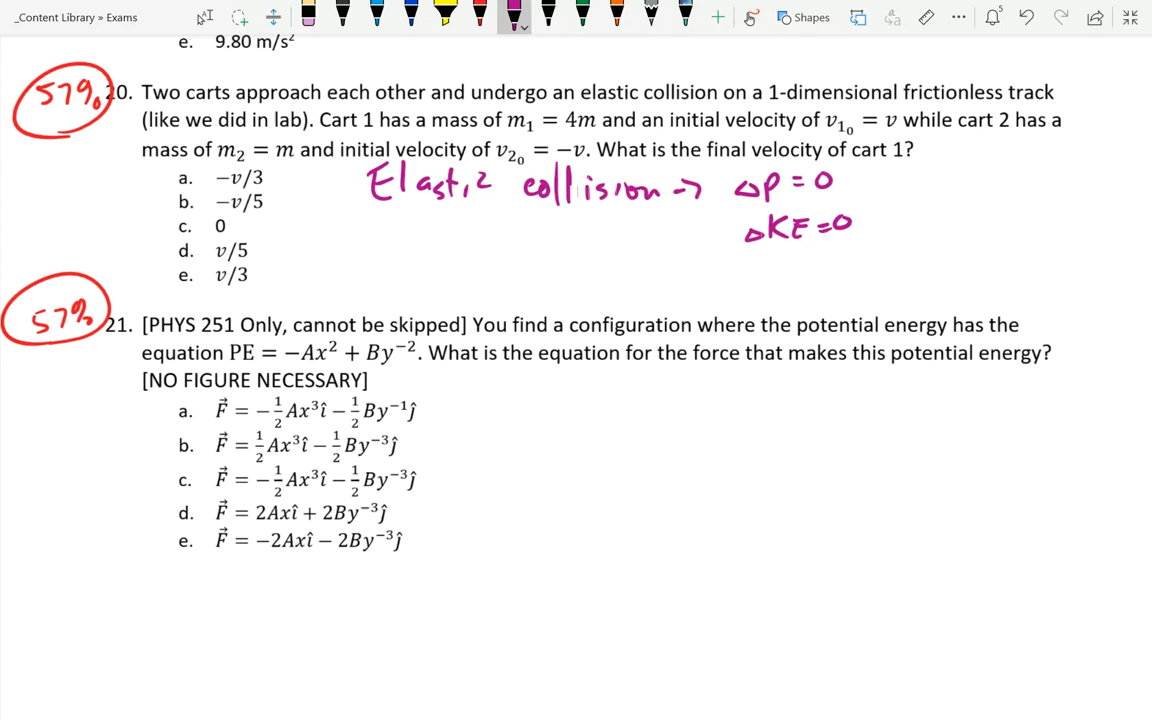 _Content Library » Exams
Shapes
5
e. 9.80 m/s²
57%
20. Two carts approach each other and undergo an elastic collision on a 1-dimensional frictionless track
(like we did in lab). Cart 1 has a mass of m₁ = 4m and an initial velocity of v₁₀ = v while cart 2 has a
mass of m₂ = m and initial velocity of v₂₀ = −v. What is the final velocity of cart 1?
a. −v/3
b. −v/5
c. 0
d. v/5
e. v/3
Elastic collision → ΔP = 0
ΔKE = 0
57%
21. [PHYS 251 Only, cannot be skipped] You find a configuration where the potential energy has the
equation PE = −Ax² + By⁻². What is the equation for the force that makes this potential energy?
[NO FIGURE NECESSARY]
a. F⃗ = −½Ax³î − ½By⁻¹ĵ
b. F⃗ = ½Ax³î − ½By⁻³ĵ
c. F⃗ = −½Ax³î − ½By⁻³ĵ
d. F⃗ = 2Axî + 2By⁻³ĵ
e. F⃗ = −2Axî − 2By⁻³ĵ